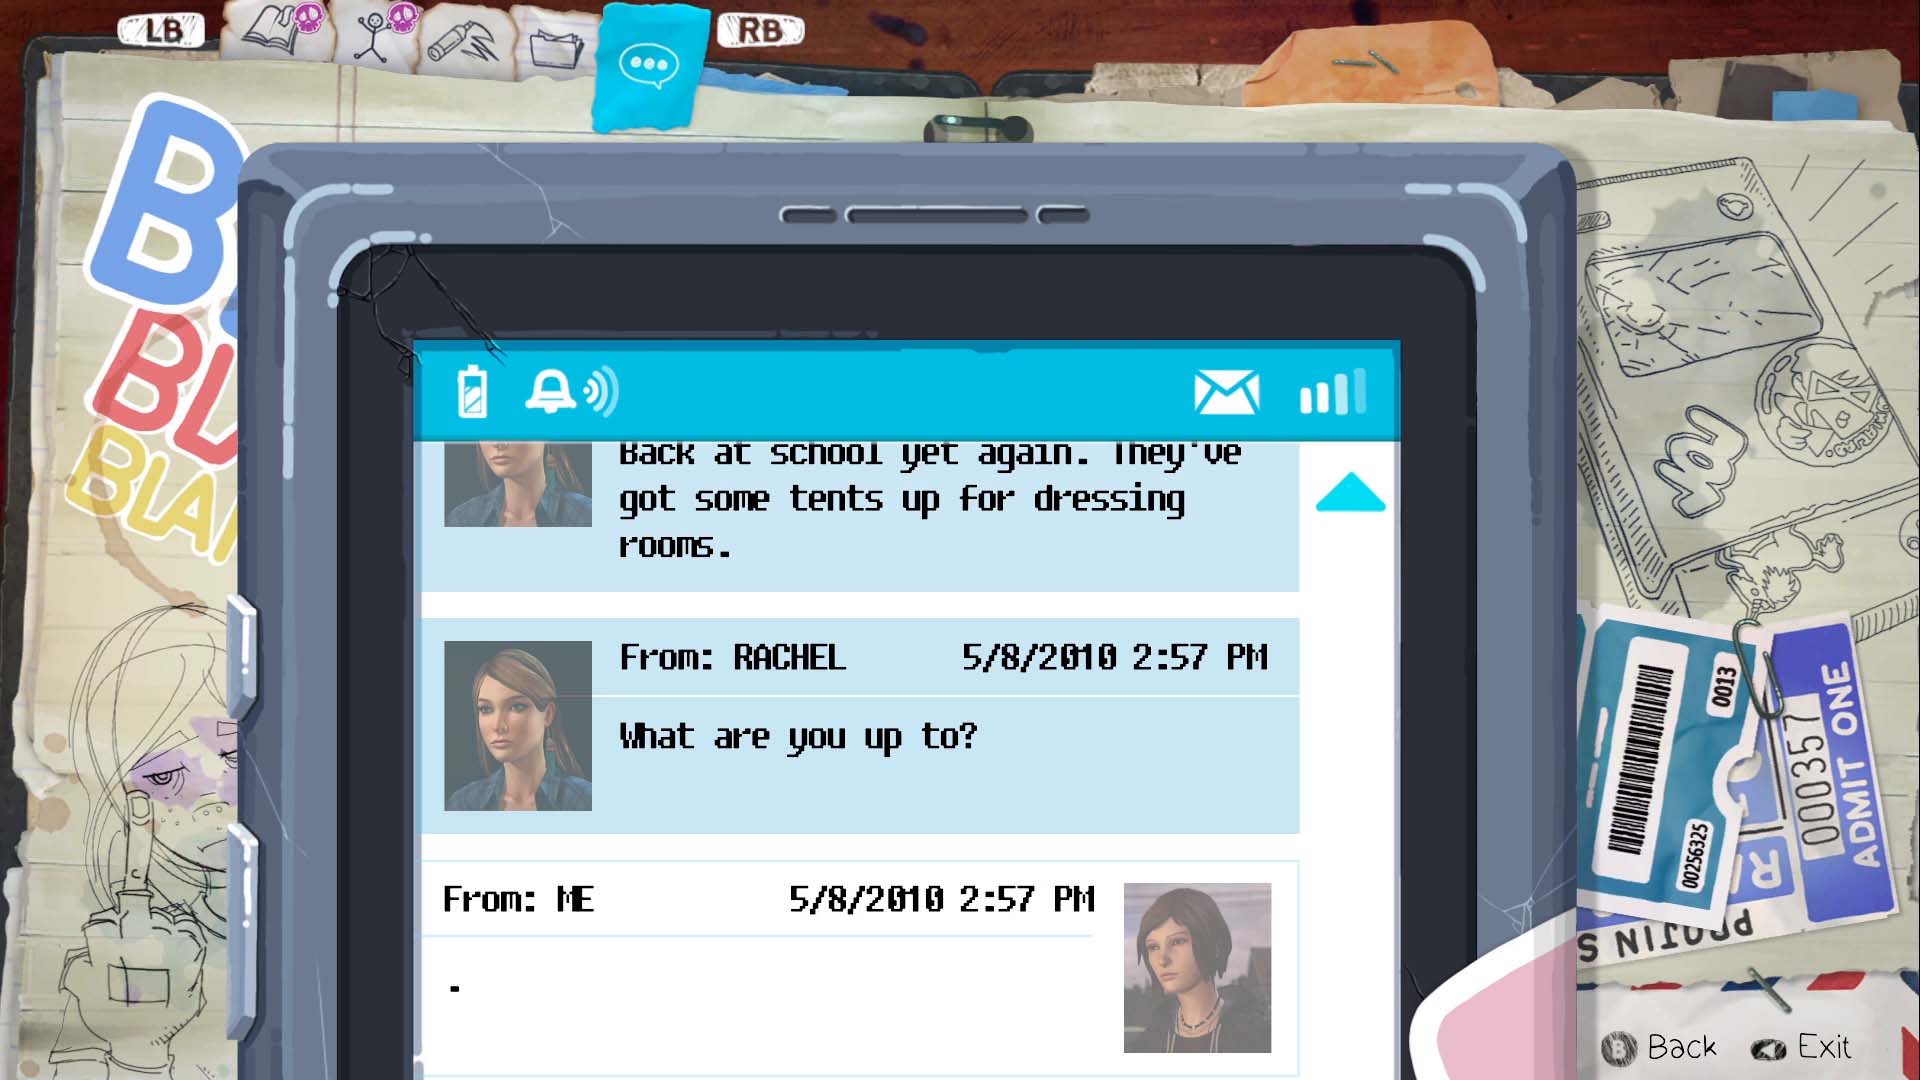 LB
RB
Back at school yet again. They've
got some tents up for dressing
rooms.
From: RACHEL 5/8/2010 2:57 PM
What are you up to?
From: ME 5/8/2010 2:57 PM
.
0013
00256325
000357
ADMIT ONE
B Back
Exit